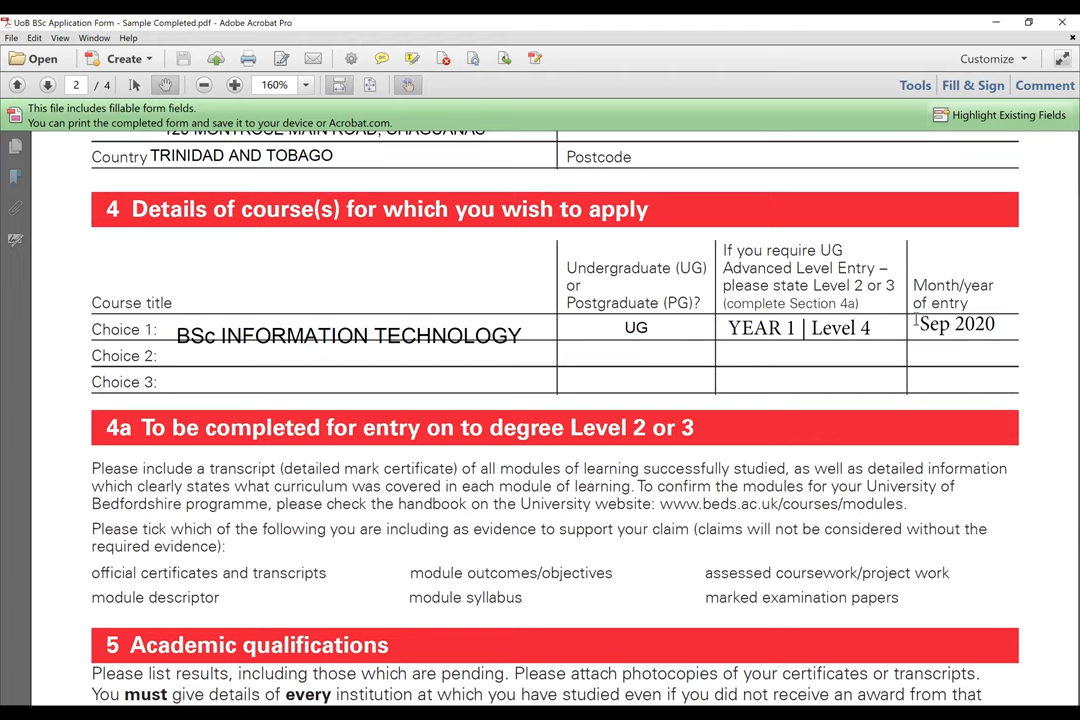 UoB BSc Application Form - Sample Completed.pdf - Adobe Acrobat Pro
File Edit View Window Help
Open Create 2 / 4 160% Customize
Tools Fill & Sign Comment
This file includes fillable form fields.
You can print the completed form and save it to your device or Acrobat.com.
Highlight Existing Fields
120 MONTROSE MAIN ROAD, CHAGUANAS
Country TRINIDAD AND TOBAGO Postcode
4 Details of course(s) for which you wish to apply
Course title
Undergraduate (UG)
or
Postgraduate (PG)?
If you require UG
Advanced Level Entry –
please state Level 2 or 3
(complete Section 4a)
Month/year
of entry
Choice 1: BSc INFORMATION TECHNOLOGY UG YEAR 1 | Level 4 Sep 2020
Choice 2:
Choice 3:
4a To be completed for entry on to degree Level 2 or 3
Please include a transcript (detailed mark certificate) of all modules of learning successfully studied, as well as detailed information
which clearly states what curriculum was covered in each module of learning. To confirm the modules for your University of
Bedfordshire programme, please check the handbook on the University website: www.beds.ac.uk/courses/modules.
Please tick which of the following you are including as evidence to support your claim (claims will not be considered without the
required evidence):
official certificates and transcripts module outcomes/objectives assessed coursework/project work
module descriptor module syllabus marked examination papers
5 Academic qualifications
Please list results, including those which are pending. Please attach photocopies of your certificates or transcripts.
You must give details of every institution at which you have studied even if you did not receive an award from that